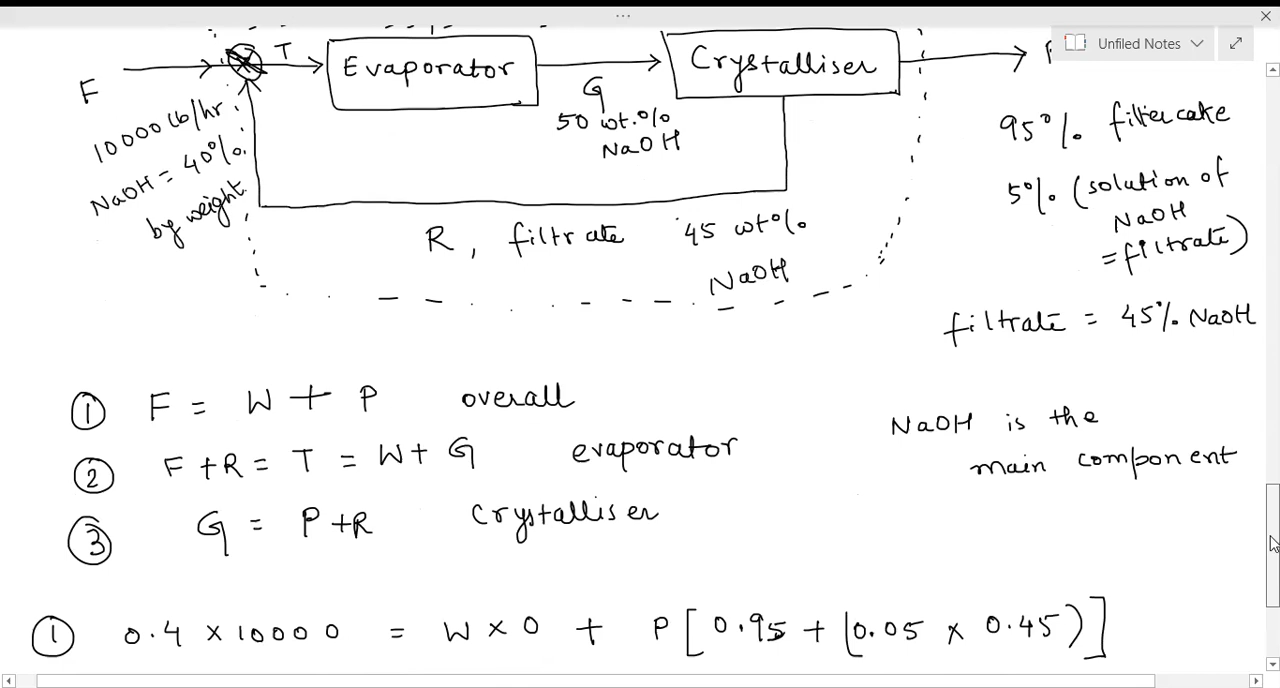 ...
Unfiled Notes
F
T
Evaporator
G
Crystalliser
10000 lb/hr
NaOH = 40%
by weight
50 wt.%
NaOH
R, filtrate 45 wt%
NaOH
95% filtercake
5% (solution of
NaOH
= filtrate)
filtrate = 45% NaOH
① F = W + P overall
② F + R = T = W + G evaporator
③ G = P + R crystalliser
NaOH is the
main component
① 0.4 × 10000 = W × 0 + P [0.95 + (0.05 × 0.45)]